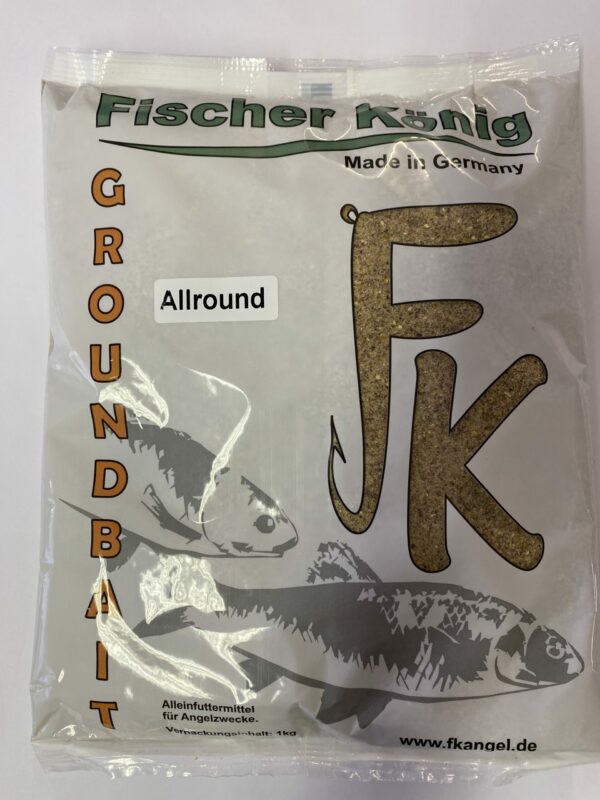 Fischer König
Made in Germany
GROUNDBAIT
Allround
FK
Alleinfuttermittel
für Angelzwecke.
Verpackungsinhalt: 1kg
www.fkangel.de